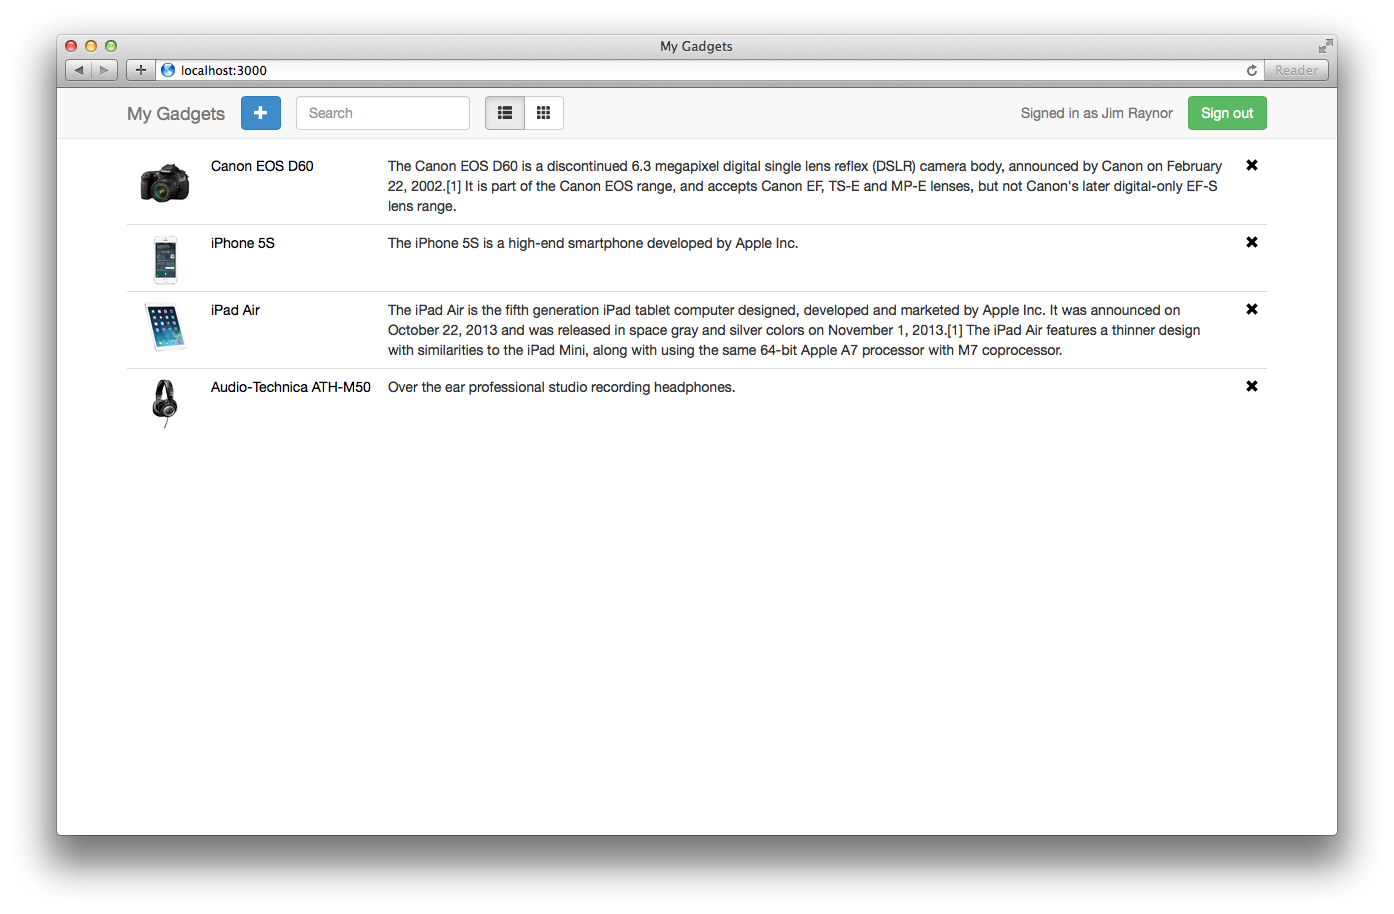 My Gadgets
localhost:3000
Reader
My Gadgets
Search
Signed in as Jim Raynor
Sign out
Canon EOS D60
The Canon EOS D60 is a discontinued 6.3 megapixel digital single lens reflex (DSLR) camera body, announced by Canon on February
22, 2002.[1] It is part of the Canon EOS range, and accepts Canon EF, TS-E and MP-E lenses, but not Canon's later digital-only EF-S
lens range.
iPhone 5S
The iPhone 5S is a high-end smartphone developed by Apple Inc.
iPad Air
The iPad Air is the fifth generation iPad tablet computer designed, developed and marketed by Apple Inc. It was announced on
October 22, 2013 and was released in space gray and silver colors on November 1, 2013.[1] The iPad Air features a thinner design
with similarities to the iPad Mini, along with using the same 64-bit Apple A7 processor with M7 coprocessor.
Audio-Technica ATH-M50
Over the ear professional studio recording headphones.